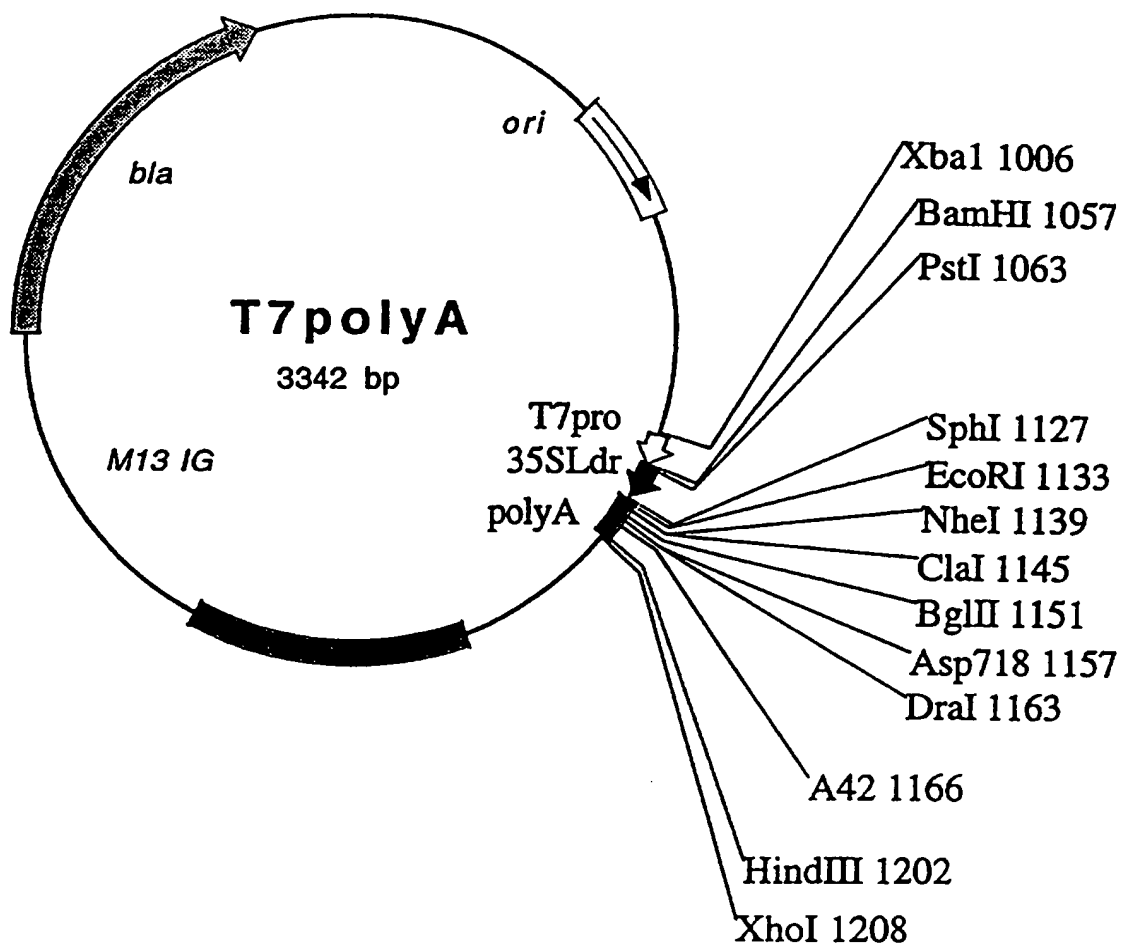 ori
bla
T7polyA
3342 bp
M13 IG
T7pro
35SLdr
polyA
Xba1 1006
BamHI 1057
PstI 1063
SphI 1127
EcoRI 1133
NheI 1139
ClaI 1145
BglII 1151
Asp718 1157
DraI 1163
A42 1166
HindIII 1202
XhoI 1208